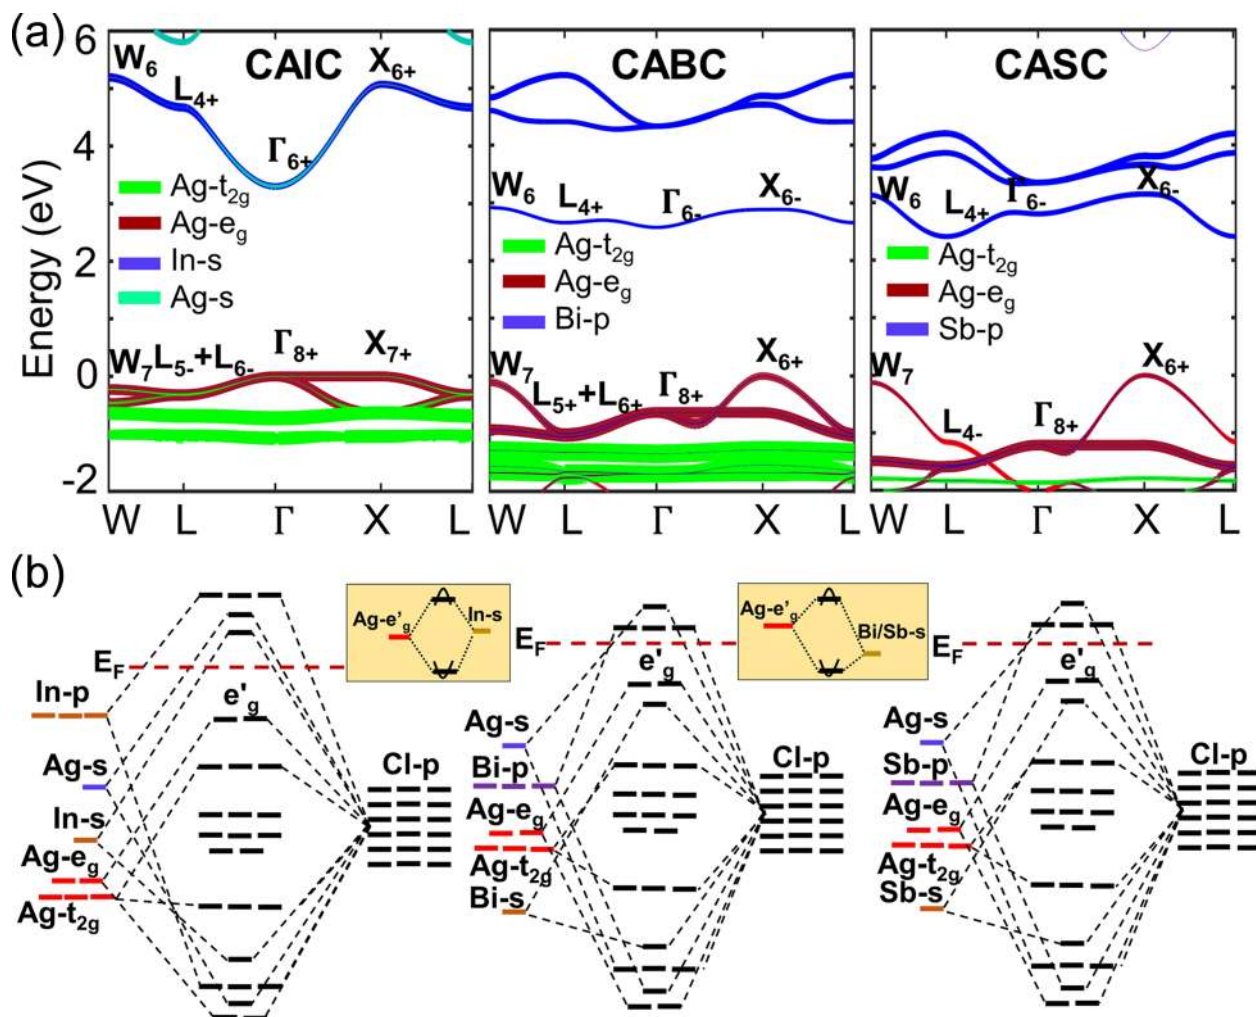 (a)
Energy (eV)
6
4
2
0
-2
CAIC
W6
L4+
Γ6+
X6+
Ag-t2g
Ag-eg
In-s
Ag-s
W7 L5-+L6- Γ8+ X7+
W L Γ X L
CABC
W6 L4+ Γ6- X6-
Ag-t2g
Ag-eg
Bi-p
W7 L5++L6+ Γ8+ X6+
W L Γ X L
CASC
W6 L4+ Γ6- X6-
Ag-t2g
Ag-eg
Sb-p
W7 L4- Γ8+ X6+
W L Γ X L
(b)
EF
In-p
Ag-s
In-s
Ag-eg
Ag-t2g
e'g
Cl-p
Ag-e'g In-s
EF
Ag-s
Bi-p
Ag-eg
Ag-t2g
Bi-s
e'g
Cl-p
Ag-e'g Bi/Sb-s
EF
Ag-s
Sb-p
Ag-eg
Ag-t2g
Sb-s
e'g
Cl-p